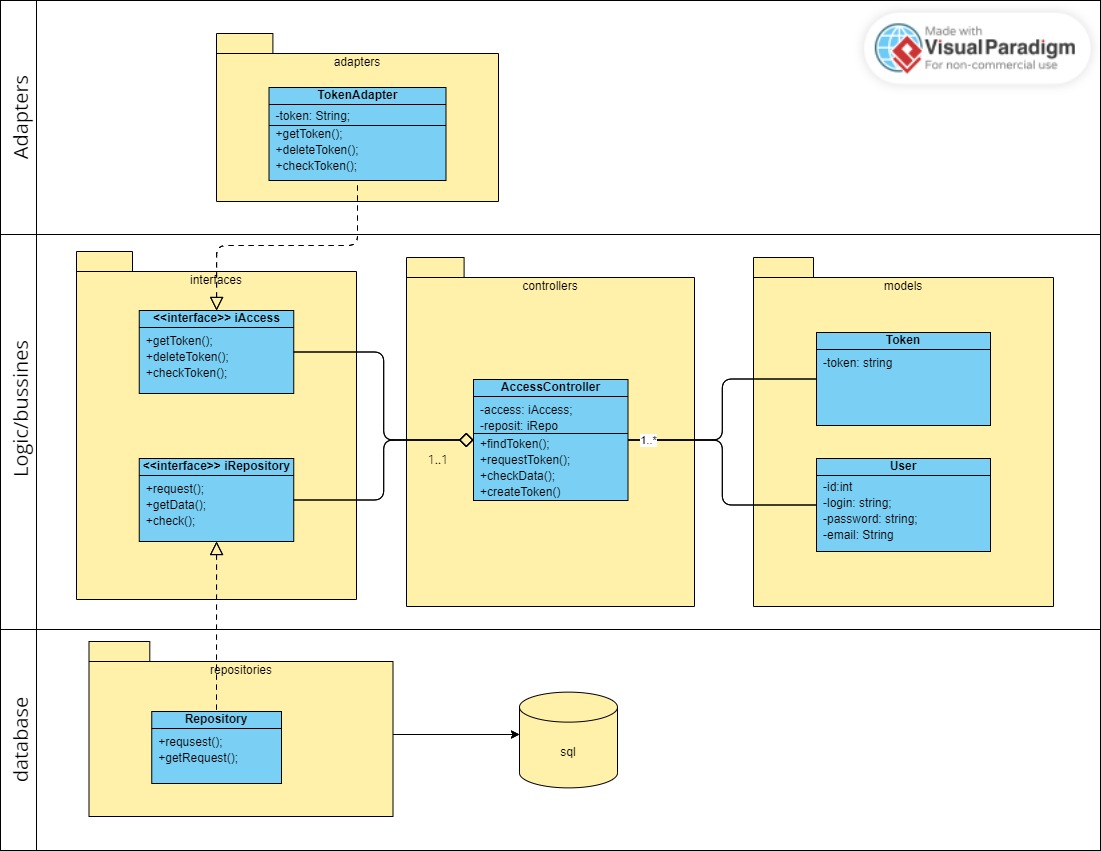 Made with
Visual Paradigm
For non-commercial use
Adapters
adapters
TokenAdapter
-token: String;
+getToken();
+deleteToken();
+checkToken();
Logic/bussines
interfaces
<<interface>> iAccess
+getToken();
+deleteToken();
+checkToken();
<<interface>> iRepository
+request();
+getData();
+check();
1..1
controllers
AccessController
-access: iAccess;
-reposit: iRepo
+findToken();
+requestToken();
+checkData();
+createToken()
1..*
models
Token
-token: string
User
-id:int
-login: string;
-password: string;
-email: String
database
repositories
Repository
+requsest();
+getRequest();
sql